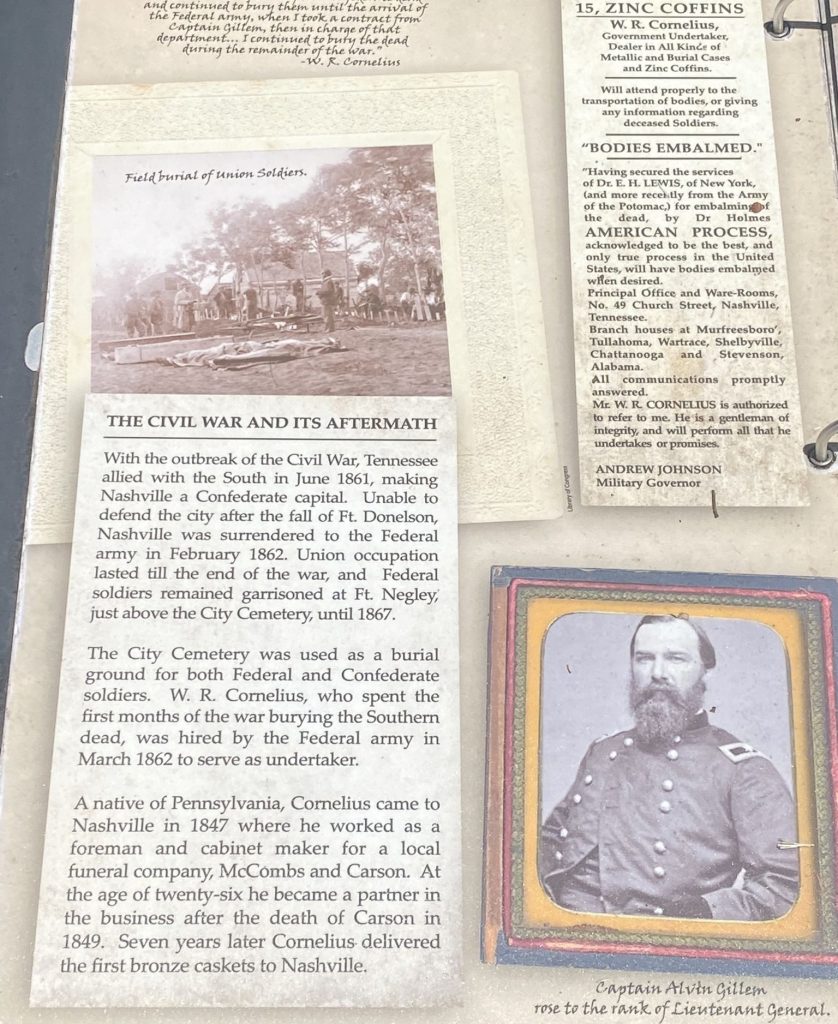 and continued to bury them until the arrival of
the Federal army, when I took a contract from
Captain Gillem, then in charge of that
department... I continued to bury the dead
during the remainder of the war."
-W. R. Cornelius
Field burial of Union Soldiers.
THE CIVIL WAR AND ITS AFTERMATH
With the outbreak of the Civil War, Tennessee
allied with the South in June 1861, making
Nashville a Confederate capital. Unable to
defend the city after the fall of Ft. Donelson,
Nashville was surrendered to the Federal
army in February 1862. Union occupation
lasted till the end of the war, and Federal
soldiers remained garrisoned at Ft. Negley,
just above the City Cemetery, until 1867.
The City Cemetery was used as a burial
ground for both Federal and Confederate
soldiers. W. R. Cornelius, who spent the
first months of the war burying the Southern
dead, was hired by the Federal army in
March 1862 to serve as undertaker.
A native of Pennsylvania, Cornelius came to
Nashville in 1847 where he worked as a
foreman and cabinet maker for a local
funeral company, McCombs and Carson. At
the age of twenty-six he became a partner in
the business after the death of Carson in
1849. Seven years later Cornelius delivered
the first bronze caskets to Nashville.
15, ZINC COFFINS
W. R. Cornelius,
Government Undertaker,
Dealer in All Kinds of
Metallic and Burial Cases
and Zinc Coffins.
Will attend properly to the
transportation of bodies, or giving
any information regarding
deceased Soldiers.
"BODIES EMBALMED."
"Having secured the services
of Dr. E. H. LEWIS, of New York,
(and more recently from the Army
of the Potomac,) for embalming of
the dead, by Dr Holmes
AMERICAN PROCESS,
acknowledged to be the best, and
only true process in the United
States, will have bodies embalmed
when desired.
Principal Office and Ware-Rooms,
No. 49 Church Street, Nashville,
Tennessee.
Branch houses at Murfreesboro',
Tullahoma, Wartrace, Shelbyville,
Chattanooga and Stevenson,
Alabama.
All communications promptly
answered.
Mr. W. R. CORNELIUS is authorized
to refer to me. He is a gentleman of
integrity, and will perform all that he
undertakes or promises.
ANDREW JOHNSON
Military Governor
Library of Congress
Captain Alvin Gillem
rose to the rank of Lieutenant General.